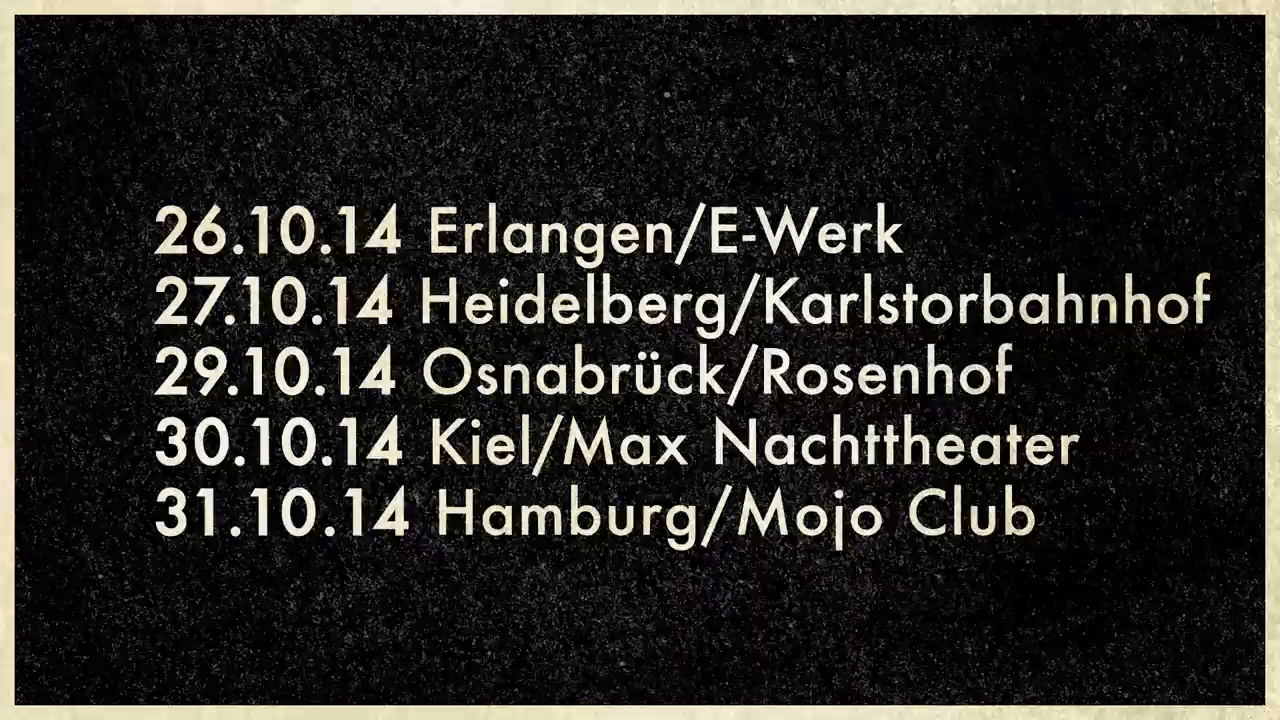 26.10.14 Erlangen/E-Werk
27.10.14 Heidelberg/Karlstorbahnhof
29.10.14 Osnabrück/Rosenhof
30.10.14 Kiel/Max Nachttheater
31.10.14 Hamburg/Mojo Club